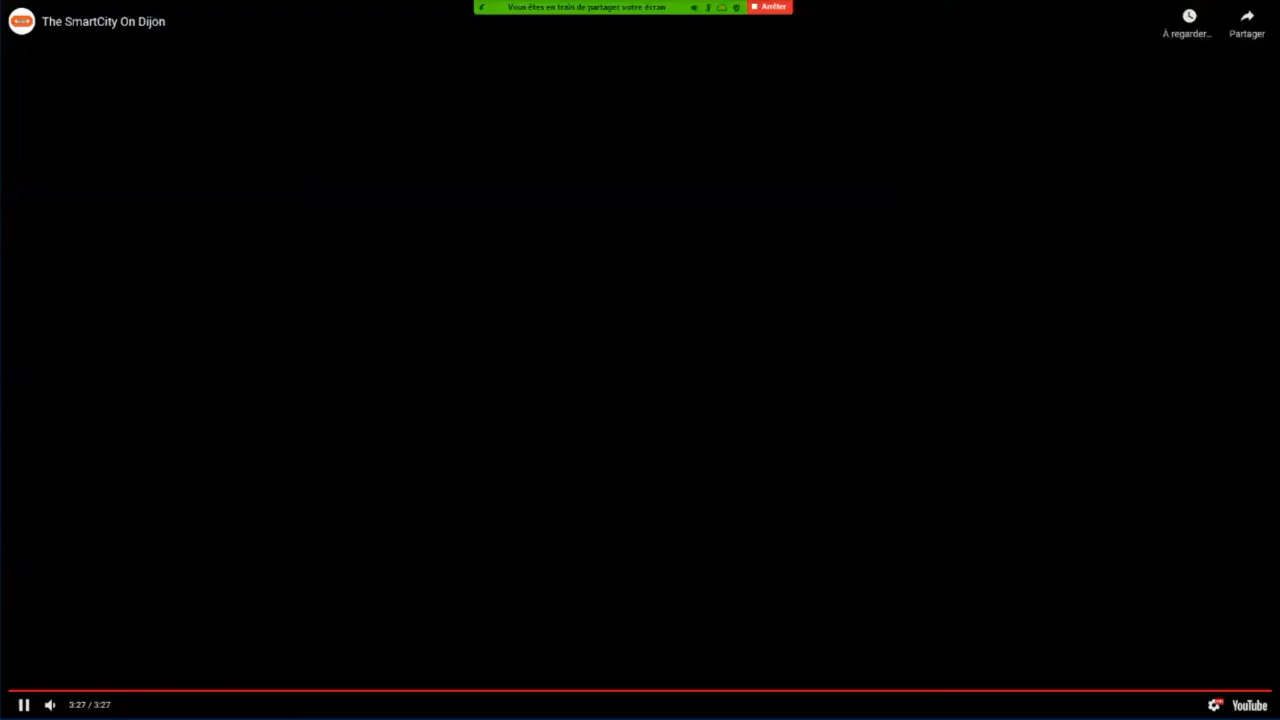 The SmartCity On Dijon
Vous êtes en train de partager votre écran
Arrêter
À regarder...
Partager
3:27 / 3:27
YouTube